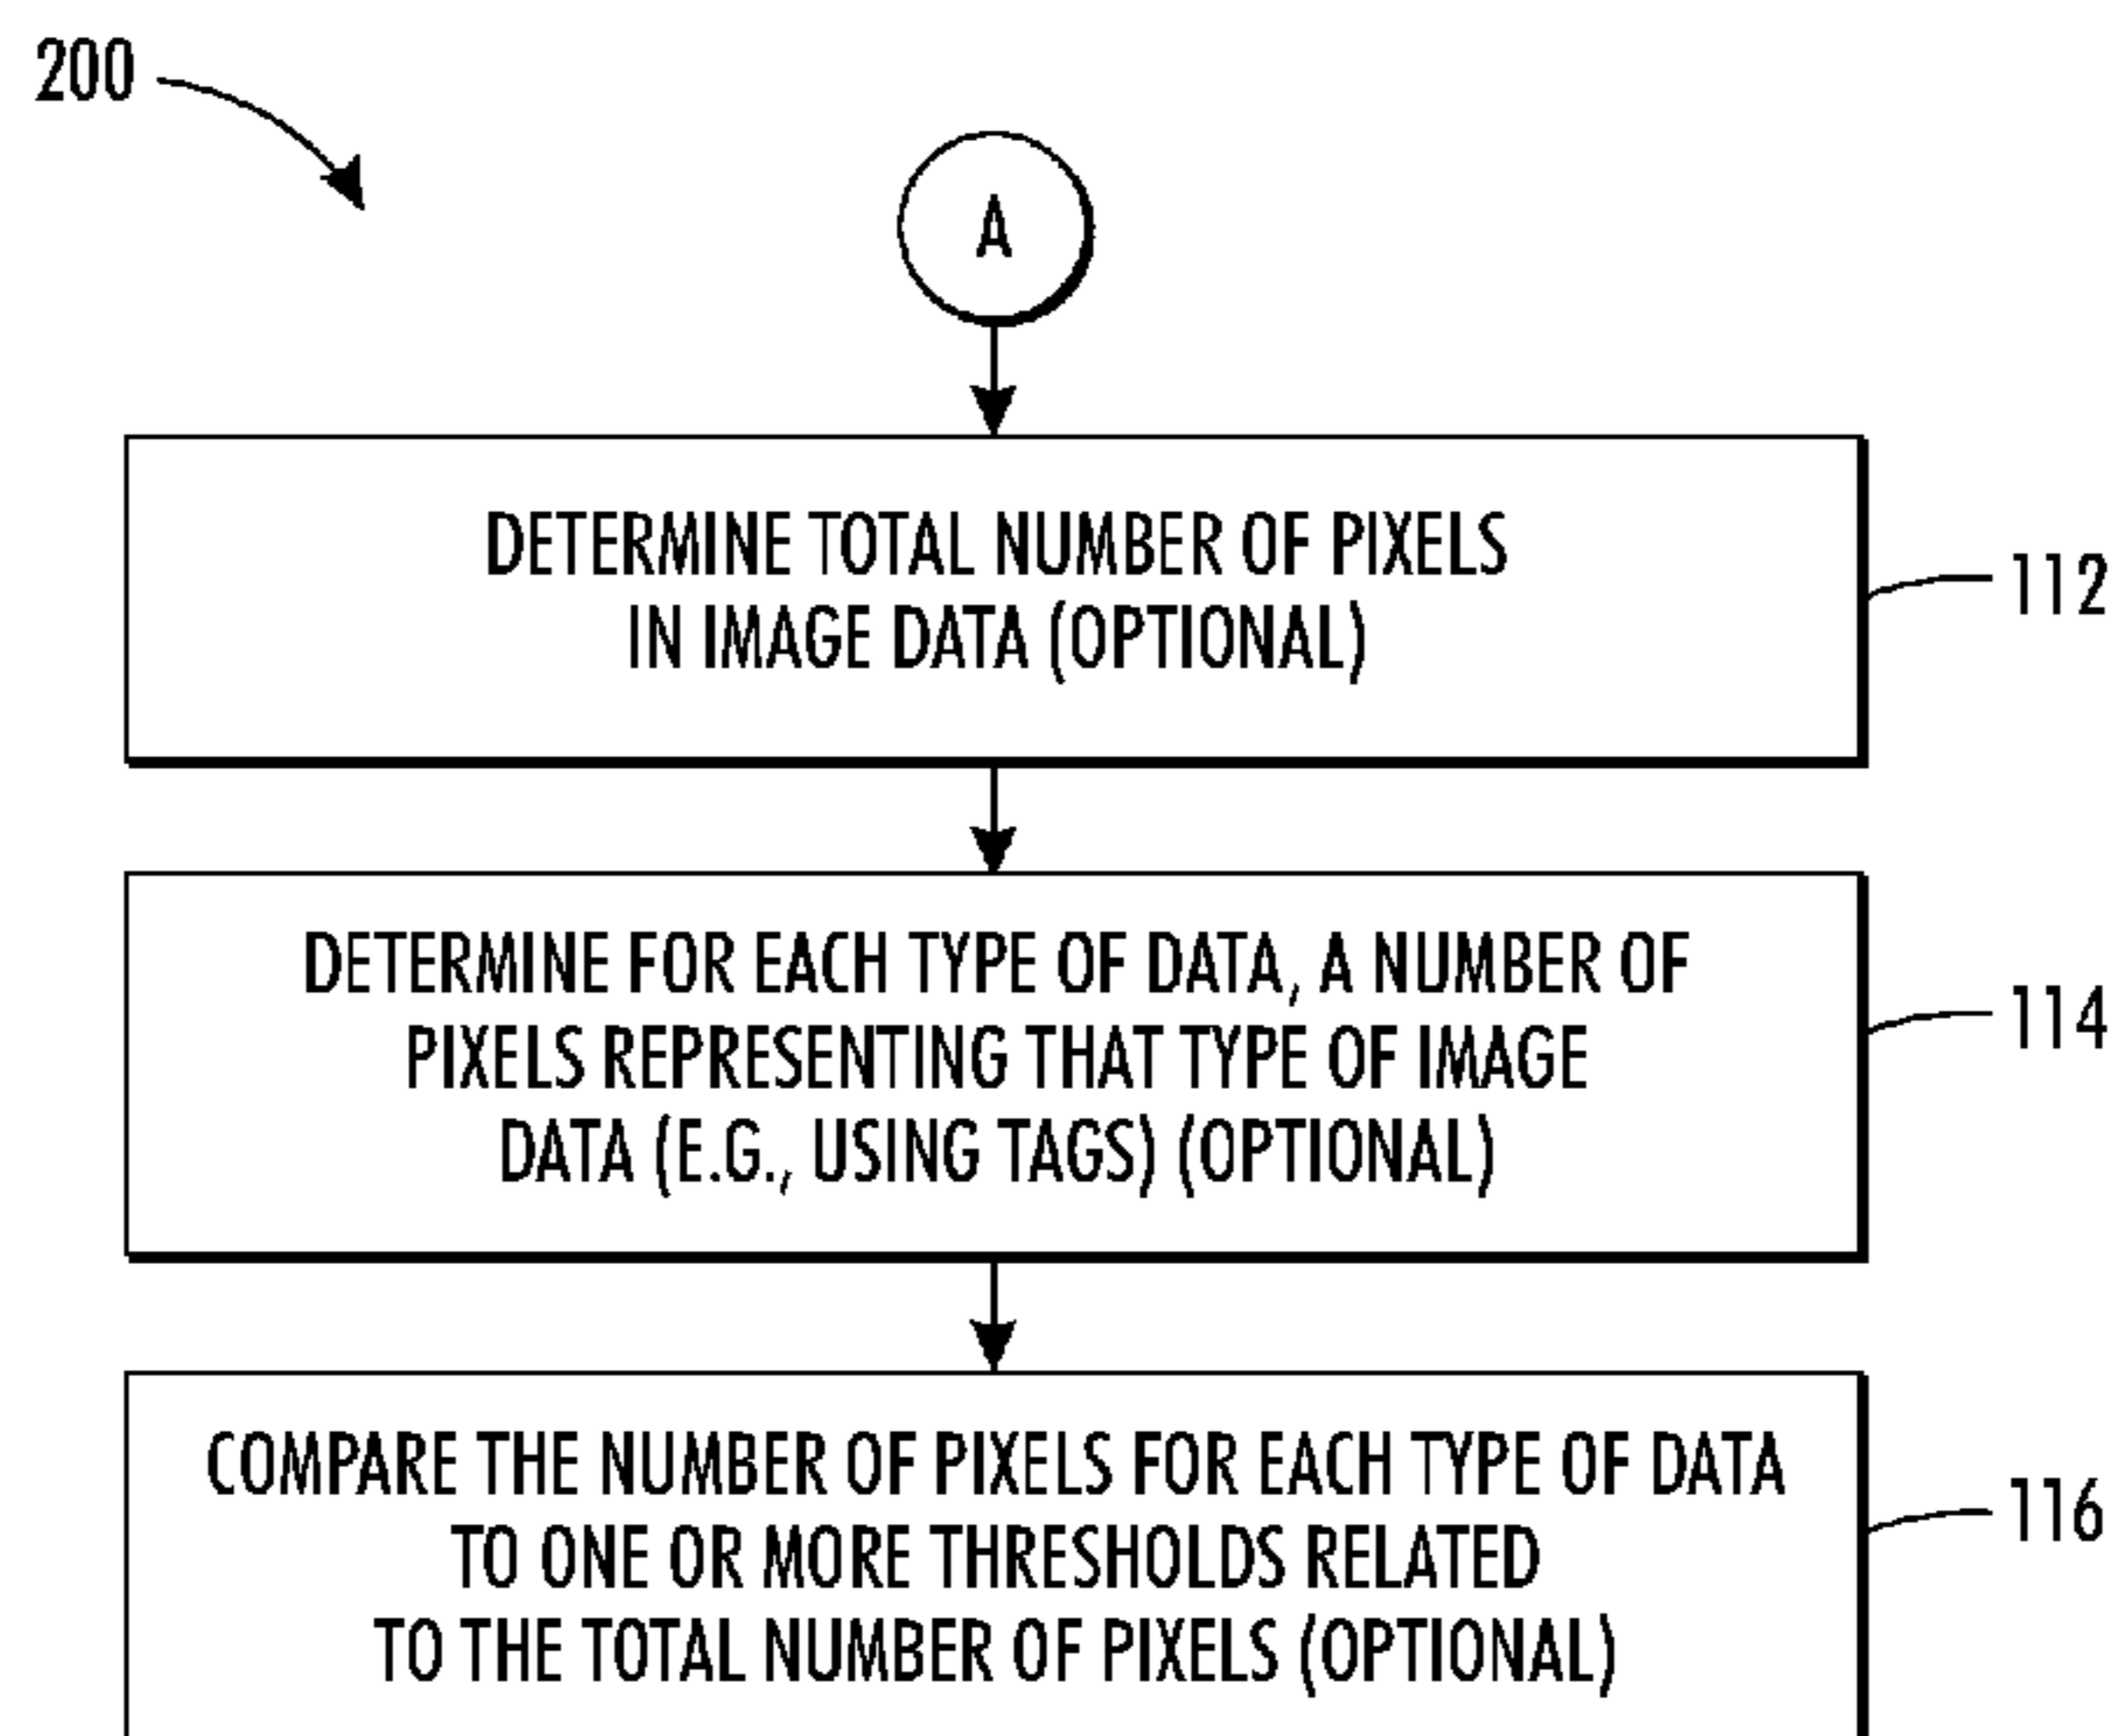 200
A
DETERMINE TOTAL NUMBER OF PIXELS
IN IMAGE DATA (OPTIONAL)
112
DETERMINE FOR EACH TYPE OF DATA, A NUMBER OF
PIXELS REPRESENTING THAT TYPE OF IMAGE
DATA (E.G., USING TAGS) (OPTIONAL)
114
COMPARE THE NUMBER OF PIXELS FOR EACH TYPE OF DATA
TO ONE OR MORE THRESHOLDS RELATED
TO THE TOTAL NUMBER OF PIXELS (OPTIONAL)
116